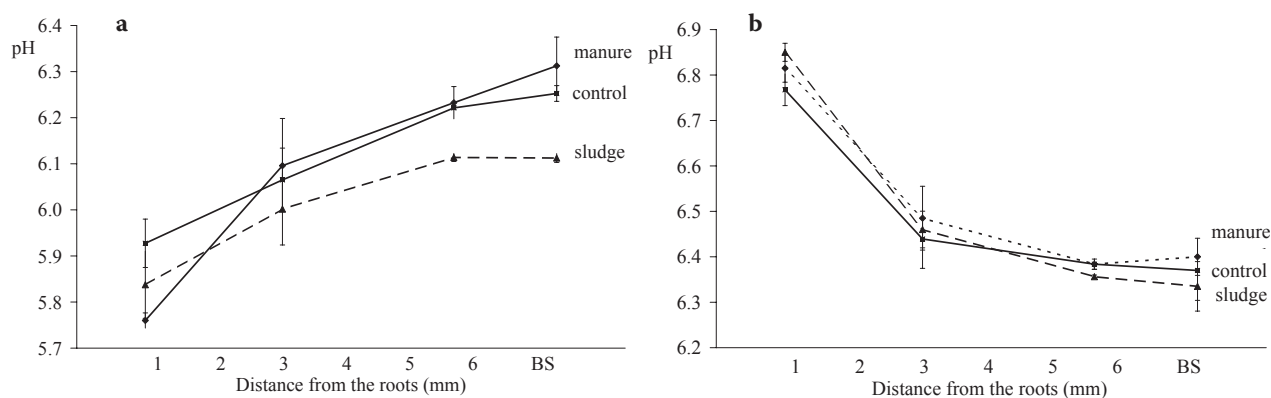 a
pH
6.4
6.3
6.2
6.1
6.0
5.9
5.8
5.7
manure
control
sludge
1 2 3 4 5 6 BS
Distance from the roots (mm)
b
pH
6.9
6.8
6.7
6.6
6.5
6.4
6.3
6.2
manure
control
sludge
1 2 3 4 5 6 BS
Distance from the roots (mm)